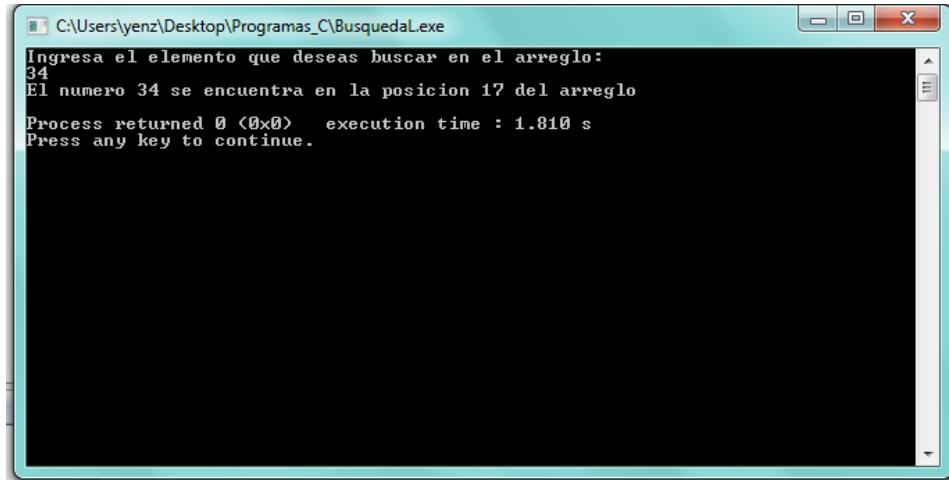 C:\Users\yenz\Desktop\Programas_C\BusquedaL.exe
Ingresa el elemento que deseas buscar en el arreglo:
34
El numero 34 se encuentra en la posicion 17 del arreglo
Process returned 0 (0x0)   execution time : 1.810 s
Press any key to continue.